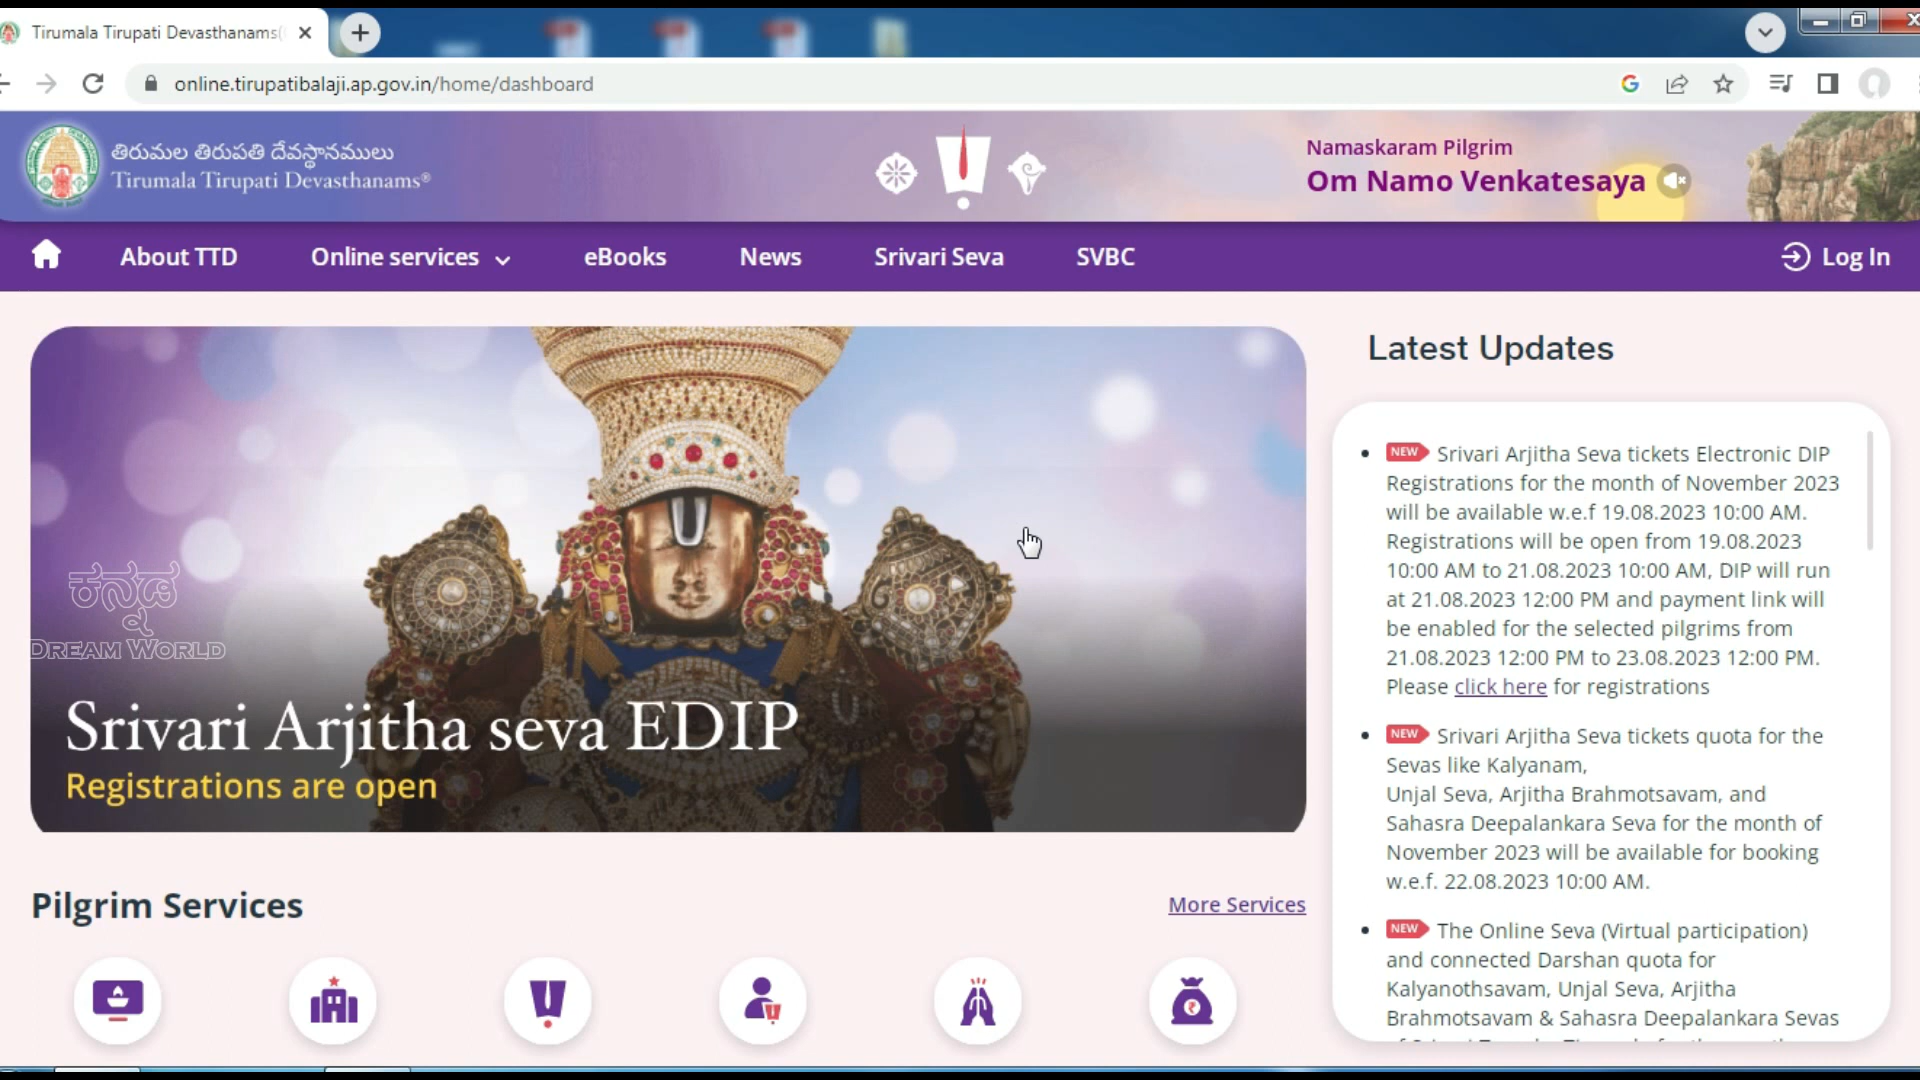 Tirumala Tirupati Devasthanams(
online.tirupatibalaji.ap.gov.in/home/dashboard
తిరుమల తిరుపతి దేవస్థానములు
Tirumala Tirupati Devasthanams®
Namaskaram Pilgrim
Om Namo Venkatesaya
About TTD
Online services
eBooks
News
Srivari Seva
SVBC
Log In
ಕನ್ನಡ
DREAM WORLD
Srivari Arjitha seva EDIP
Registrations are open
Pilgrim Services
More Services
Latest Updates
NEW Srivari Arjitha Seva tickets Electronic DIP
Registrations for the month of November 2023
will be available w.e.f 19.08.2023 10:00 AM.
Registrations will be open from 19.08.2023
10:00 AM to 21.08.2023 10:00 AM, DIP will run
at 21.08.2023 12:00 PM and payment link will
be enabled for the selected pilgrims from
21.08.2023 12:00 PM to 23.08.2023 12:00 PM.
Please click here for registrations
NEW Srivari Arjitha Seva tickets quota for the
Sevas like Kalyanam,
Unjal Seva, Arjitha Brahmotsavam, and
Sahasra Deepalankara Seva for the month of
November 2023 will be available for booking
w.e.f. 22.08.2023 10:00 AM.
NEW The Online Seva (Virtual participation)
and connected Darshan quota for
Kalyanothsavam, Unjal Seva, Arjitha
Brahmotsavam & Sahasra Deepalankara Sevas